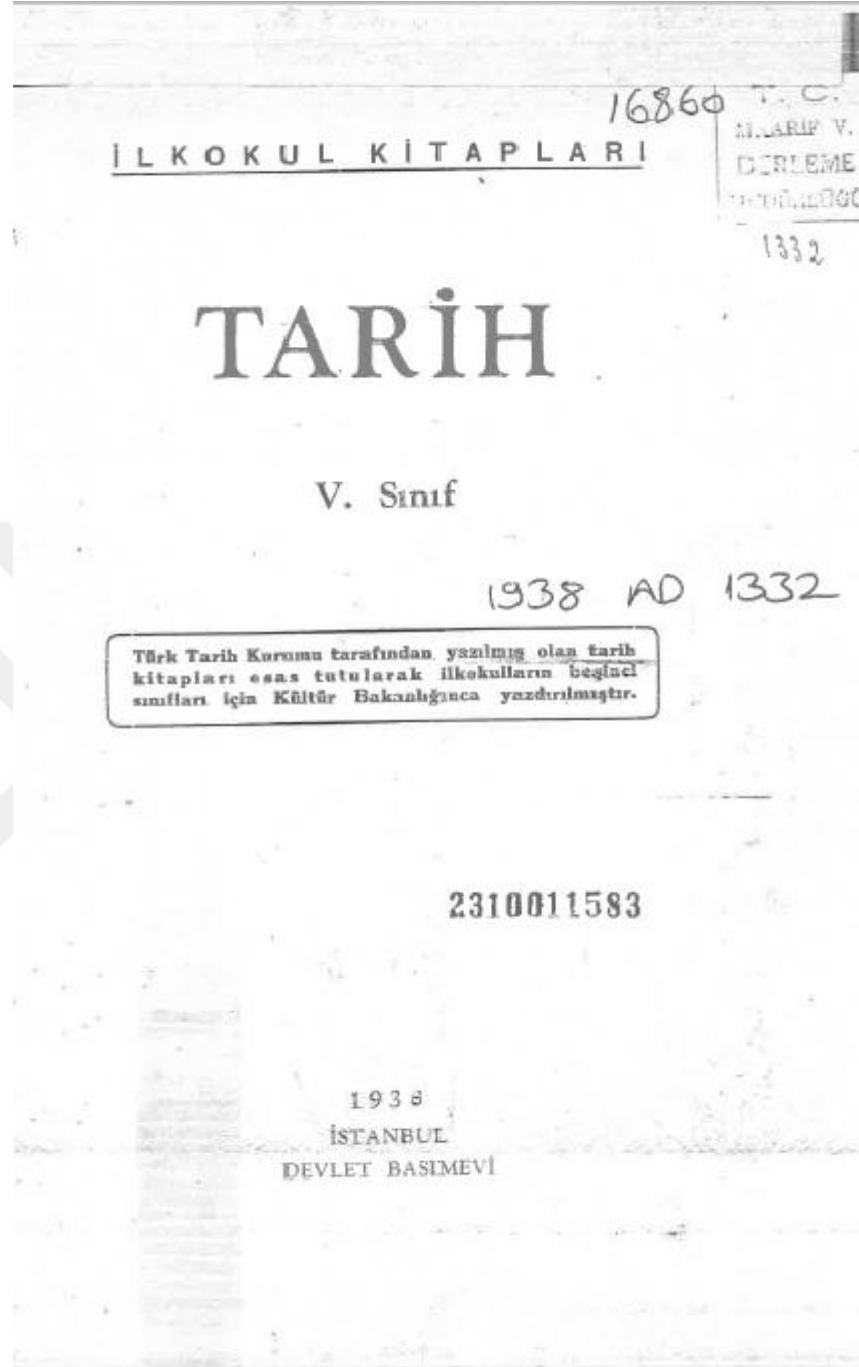 16860
T. C.
İLKOKUL KİTAPLARI
DERLEME
1332
TARİH
V. Sınıf
1938 AD 1332
Türk Tarih Kurumu tarafından yazılmış olan tarih
kitapları esas tutularak ilkokulların beşinci
sınıfları için Kültür Bakanlığınca yazdırılmıştır.
2310011583
1938
İSTANBUL
DEVLET BASIMEVİ